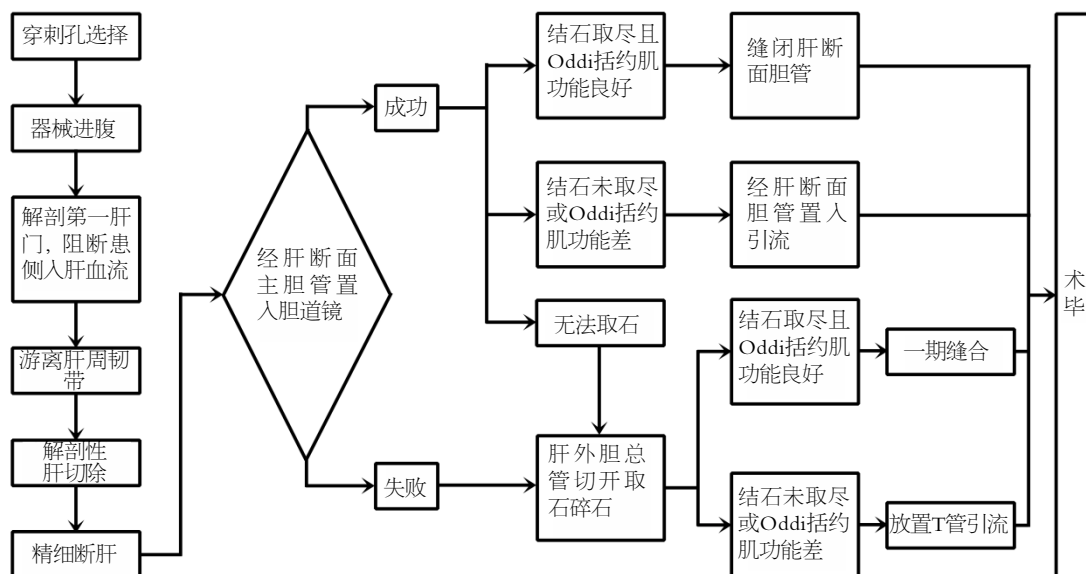 穿刺孔选择
器械进腹
解剖第一肝
门，阻断患
侧入肝血流
游离肝周韧
带
解剖性
肝切除
精细断肝
经肝断面
主胆管置
入胆道镜
成功
失败
结石取尽且
Oddi括约肌
功能良好
缝闭肝断
面胆管
结石未取尽
或Oddi括约
肌功能差
经肝断面
胆管置入
引流
无法取石
肝外胆总
管切开取
石碎石
结石取尽且
Oddi括约肌
功能良好
一期缝合
结石未取尽
或Oddi括约
肌功能差
放置T管引流
术
毕